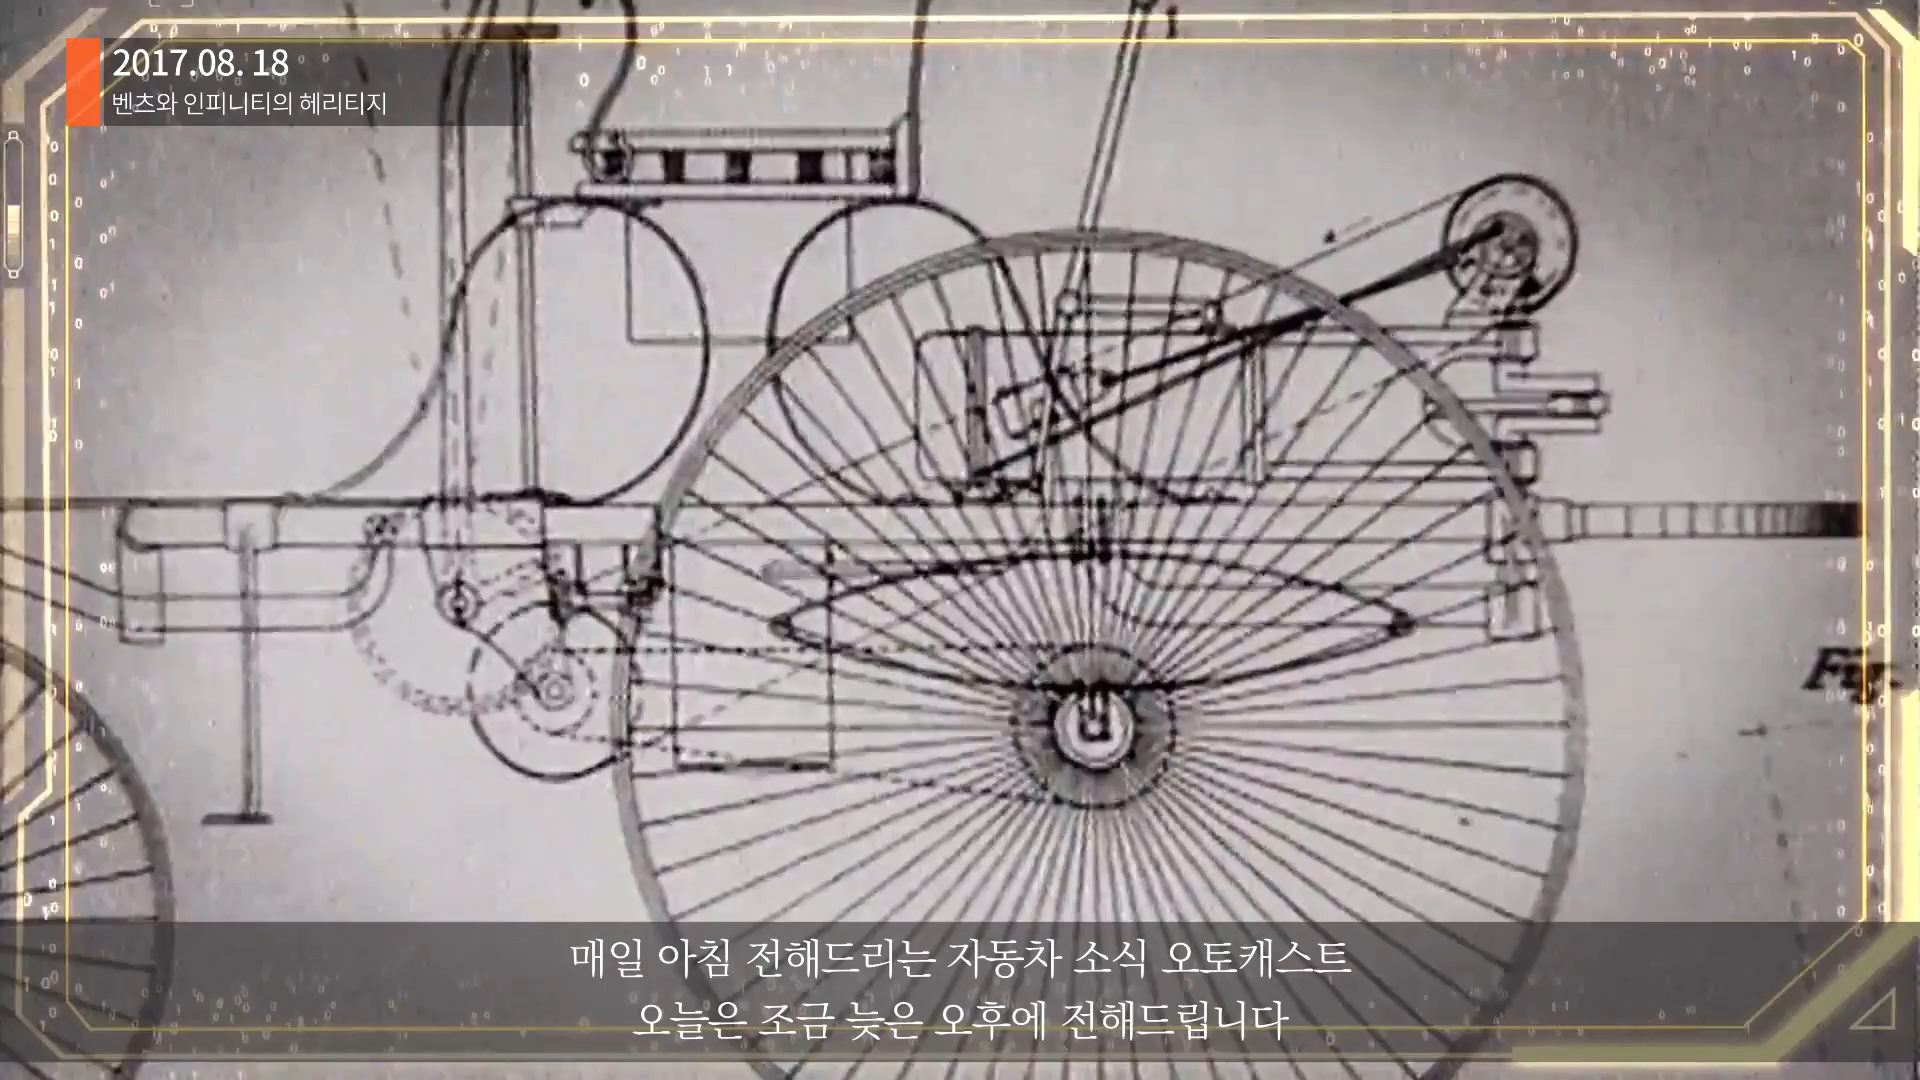 2017.08.18
벤츠와 인피니티의 헤리티지
Fig.
매일 아침 전해드리는 자동차 소식 오토캐스트
오늘은 조금 늦은 오후에 전해드립니다